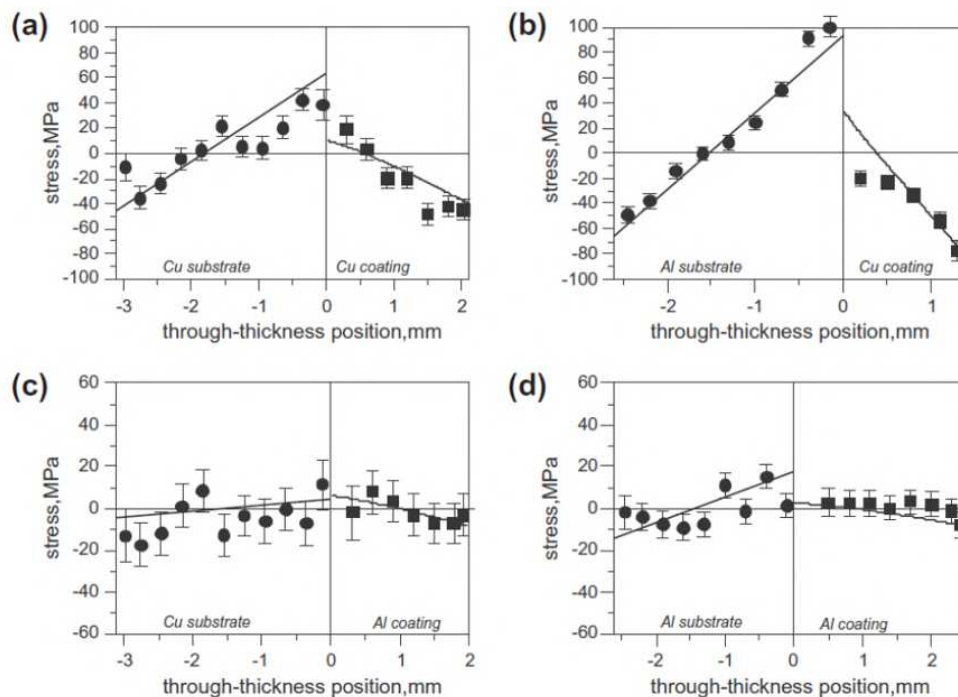 (a)
stress,MPa
100
80
60
40
20
0
-20
-40
-60
-80
-100
Cu substrate
Cu coating
-3
-2
-1
0
1
2
through-thickness position,mm
(b)
stress,MPa
100
80
60
40
20
0
-20
-40
-60
-80
-100
Al substrate
Cu coating
-2
-1
0
1
through-thickness position,mm
(c)
stress,MPa
60
40
20
0
-20
-40
-60
Cu substrate
Al coating
-3
-2
-1
0
1
2
through-thickness position,mm
(d)
stress,MPa
60
40
20
0
-20
-40
-60
Al substrate
Al coating
-2
-1
0
1
2
through-thickness position,mm